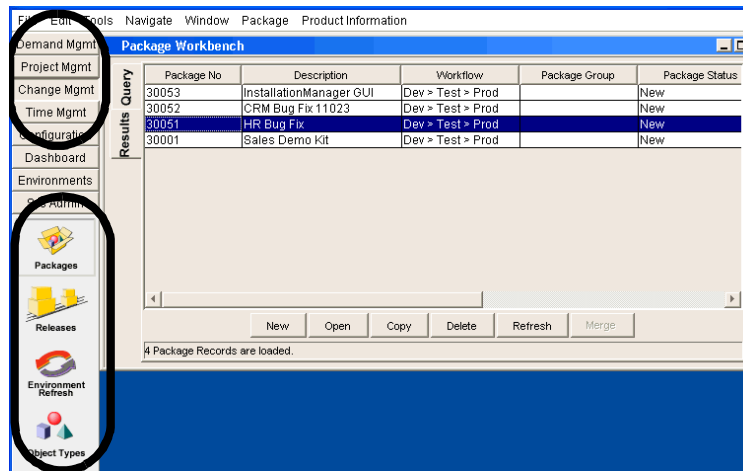 File Edit Tools Navigate Window Package Product Information
Demand Mgmt
Project Mgmt
Change Mgmt
Time Mgmt
Configuration
Dashboard
Environments
Sys Admin
Packages
Releases
Environment
Refresh
Object Types
Package Workbench
Query
Results
Package No Description Workflow Package Group Package Status
30053 InstallationManager GUI Dev > Test > Prod New
30052 CRM Bug Fix 11023 Dev > Test > Prod New
30051 HR Bug Fix Dev > Test > Prod New
30001 Sales Demo Kit Dev > Test > Prod New
New Open Copy Delete Refresh Merge
4 Package Records are loaded.